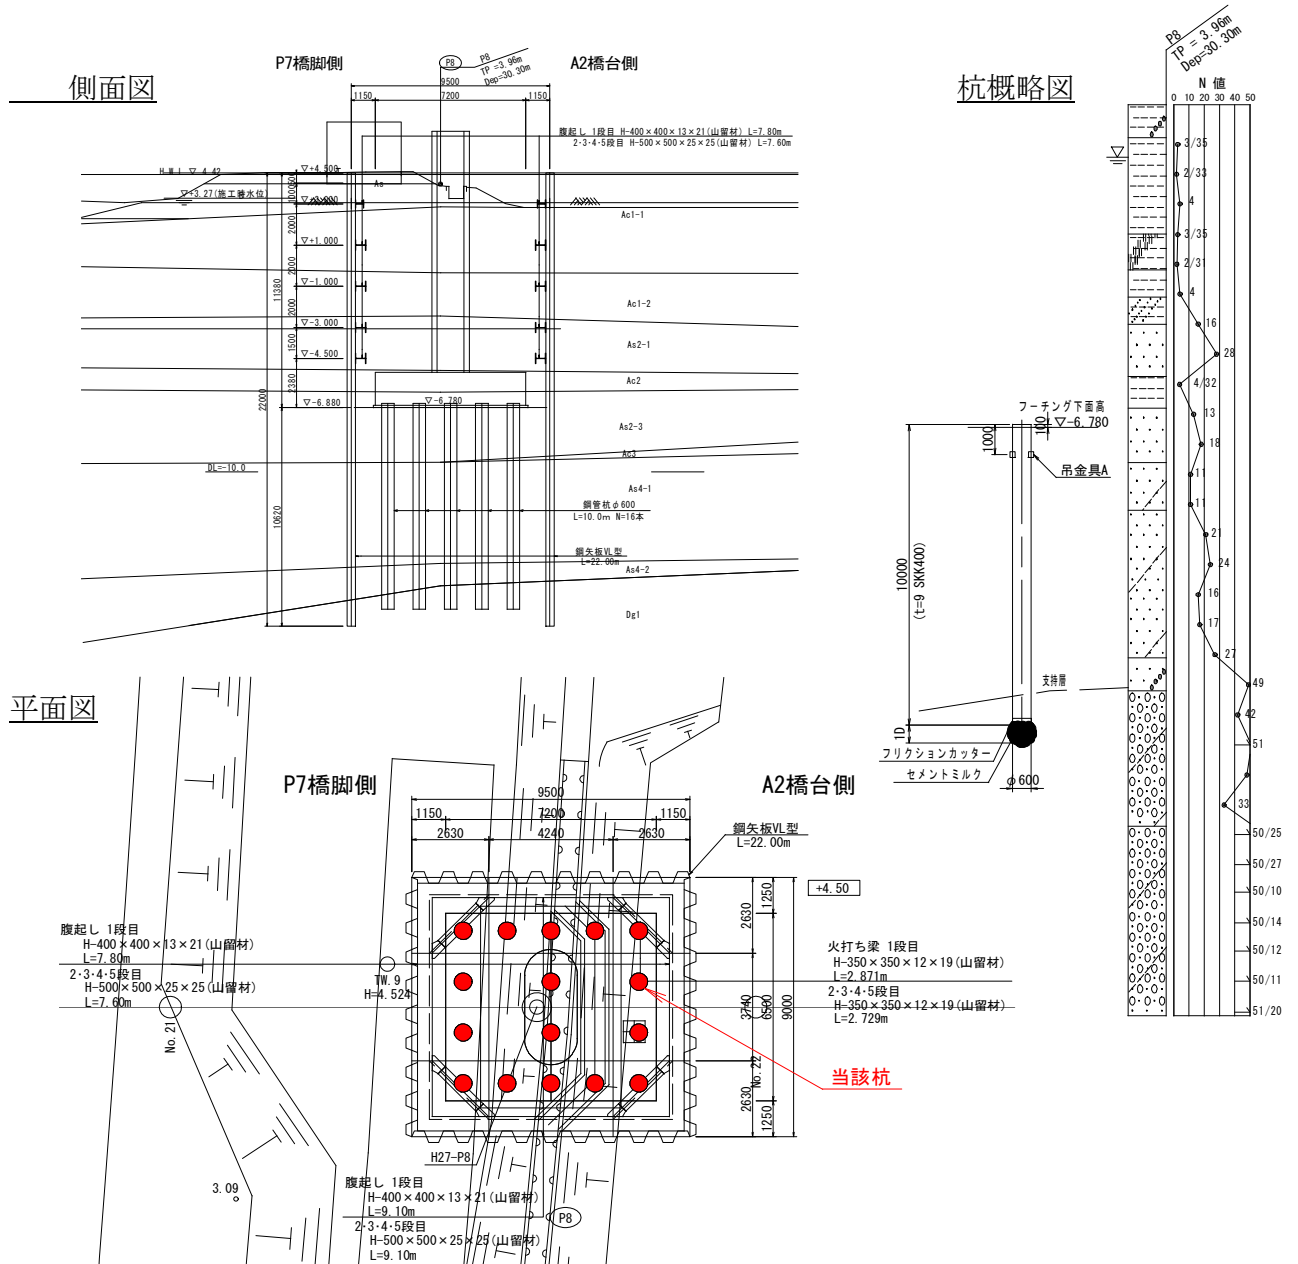 側面図
P7橋脚側
P8
P8
TP = 3.96m
Dep=30.30m
A2橋台側
9500
1150
7200
1150
腹起し 1段目 H-400×400×13×21(山留材) L=7.80m
2・3・4・5段目 H-500×500×25×25(山留材) L=7.60m
H.W.L ▽ 4.42
▽+4.500
As
▽+3.27(施工時水位)
Ac1-1
▽+1.000
▽-1.000
Ac1-2
▽-3.000
As2-1
▽-4.500
Ac2
▽-6.880
▽-6.780
As2-3
Ac3
DL=-10.0
As4-1
鋼管杭φ600
L=10.0m N=16本
鋼矢板VL型
L=22.00m
As4-2
Dg1
22000
11380
10620
1000
2000
2000
2000
1500
2380
杭概略図
P8
TP = 3.96m
Dep=30.30m
N 値
0 10 20 30 40 50
3/35
2/33
4
3/35
2/31
4
16
28
4/32
13
18
11
11
21
24
16
17
27
49
42
51
33
50/25
50/27
50/10
50/14
50/12
50/11
51/20
フーチング下面高
▽-6.780
100
1000
吊金具A
10000
(t=9 SKK400)
支持層
1D
フリクションカッター
セメントミルク
φ600
平面図
P7橋脚側
A2橋台側
9500
1150
7200
1150
2630
4240
2630
鋼矢板VL型
L=22.00m
+4.50
1250
2630
3740
6500
9000
2630
1250
腹起し 1段目
H-400×400×13×21(山留材)
L=7.80m
2・3・4・5段目
H-500×500×25×25(山留材)
L=7.60m
TW.9
H=4.524
No.21
火打ち梁 1段目
H-350×350×12×19(山留材)
L=2.871m
2・3・4・5段目
H-350×350×12×19(山留材)
L=2.729m
No.22
当該杭
H27-P8
3.09
腹起し 1段目
H-400×400×13×21(山留材)
L=9.10m
2・3・4・5段目
H-500×500×25×25(山留材)
L=9.10m
P8